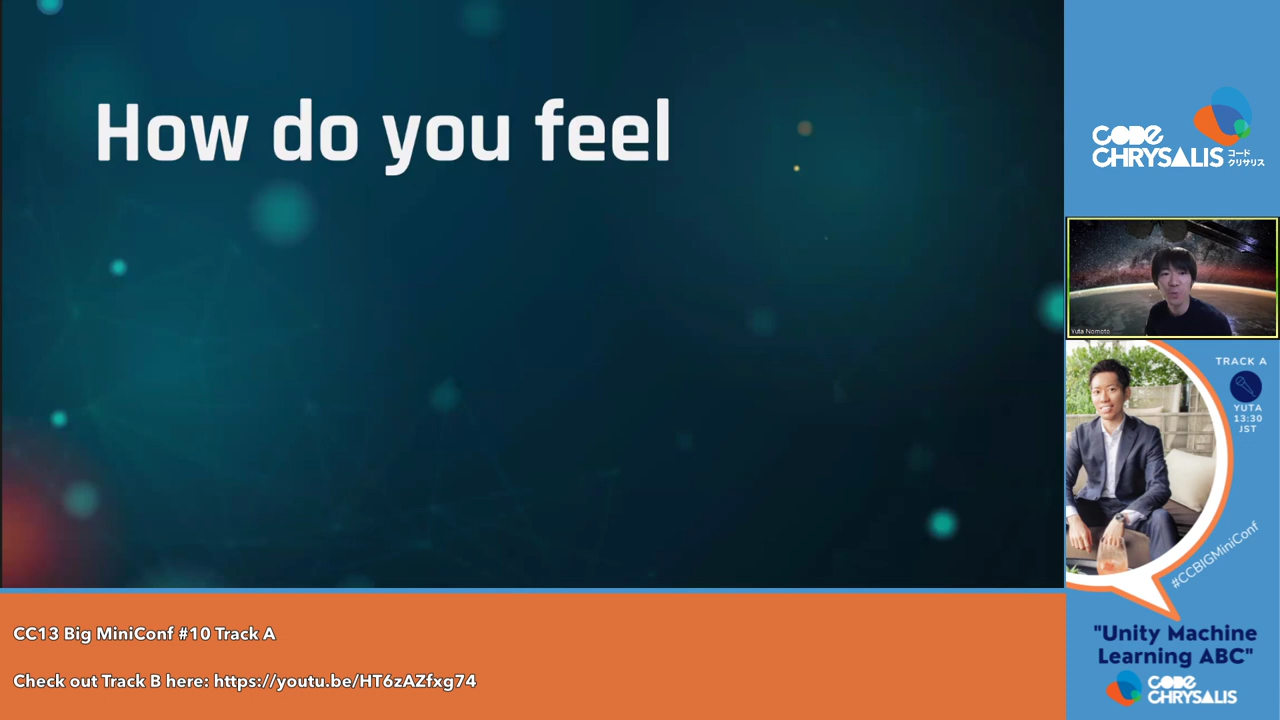 How do you feel
CODE
CHRYSALIS
コード
クリサリス
Yuta Nomoto
TRACK A
YUTA
13:30
JST
#CCBIGMiniConf
"Unity Machine
Learning ABC"
CODE
CHRYSALIS
CC13 Big MiniConf #10 Track A
Check out Track B here: https://youtu.be/HT6zAZfxg74